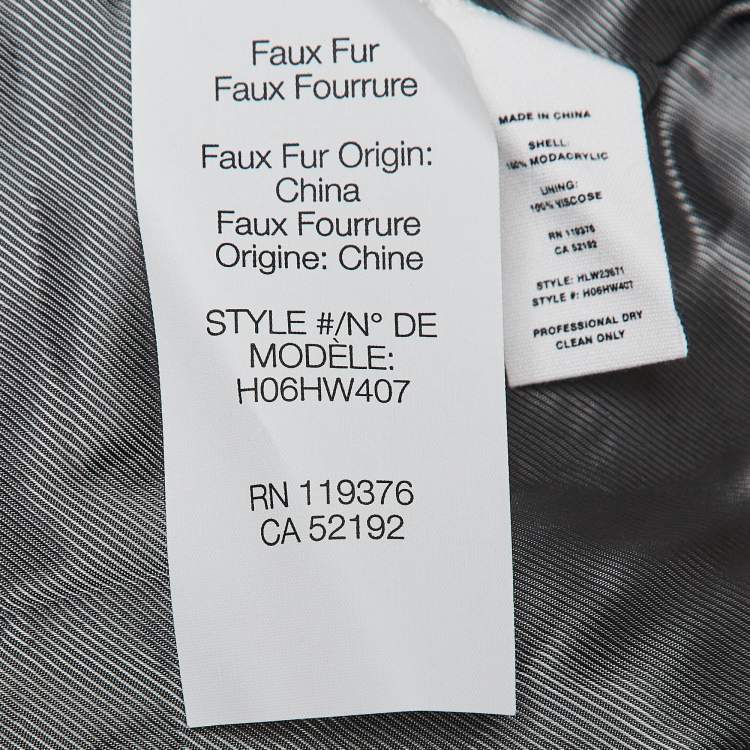 Faux Fur
Faux Fourrure
Faux Fur Origin:
China
Faux Fourrure
Origine: Chine
STYLE #/N° DE
MODÈLE:
H06HW407
RN 119376
CA 52192
MADE IN CHINA
SHELL:
100% MODACRYLIC
LINING:
100% VISCOSE
RN 119376
CA 52192
STYLE: HLW23671
STYLE #: H06HW407
PROFESSIONAL DRY
CLEAN ONLY